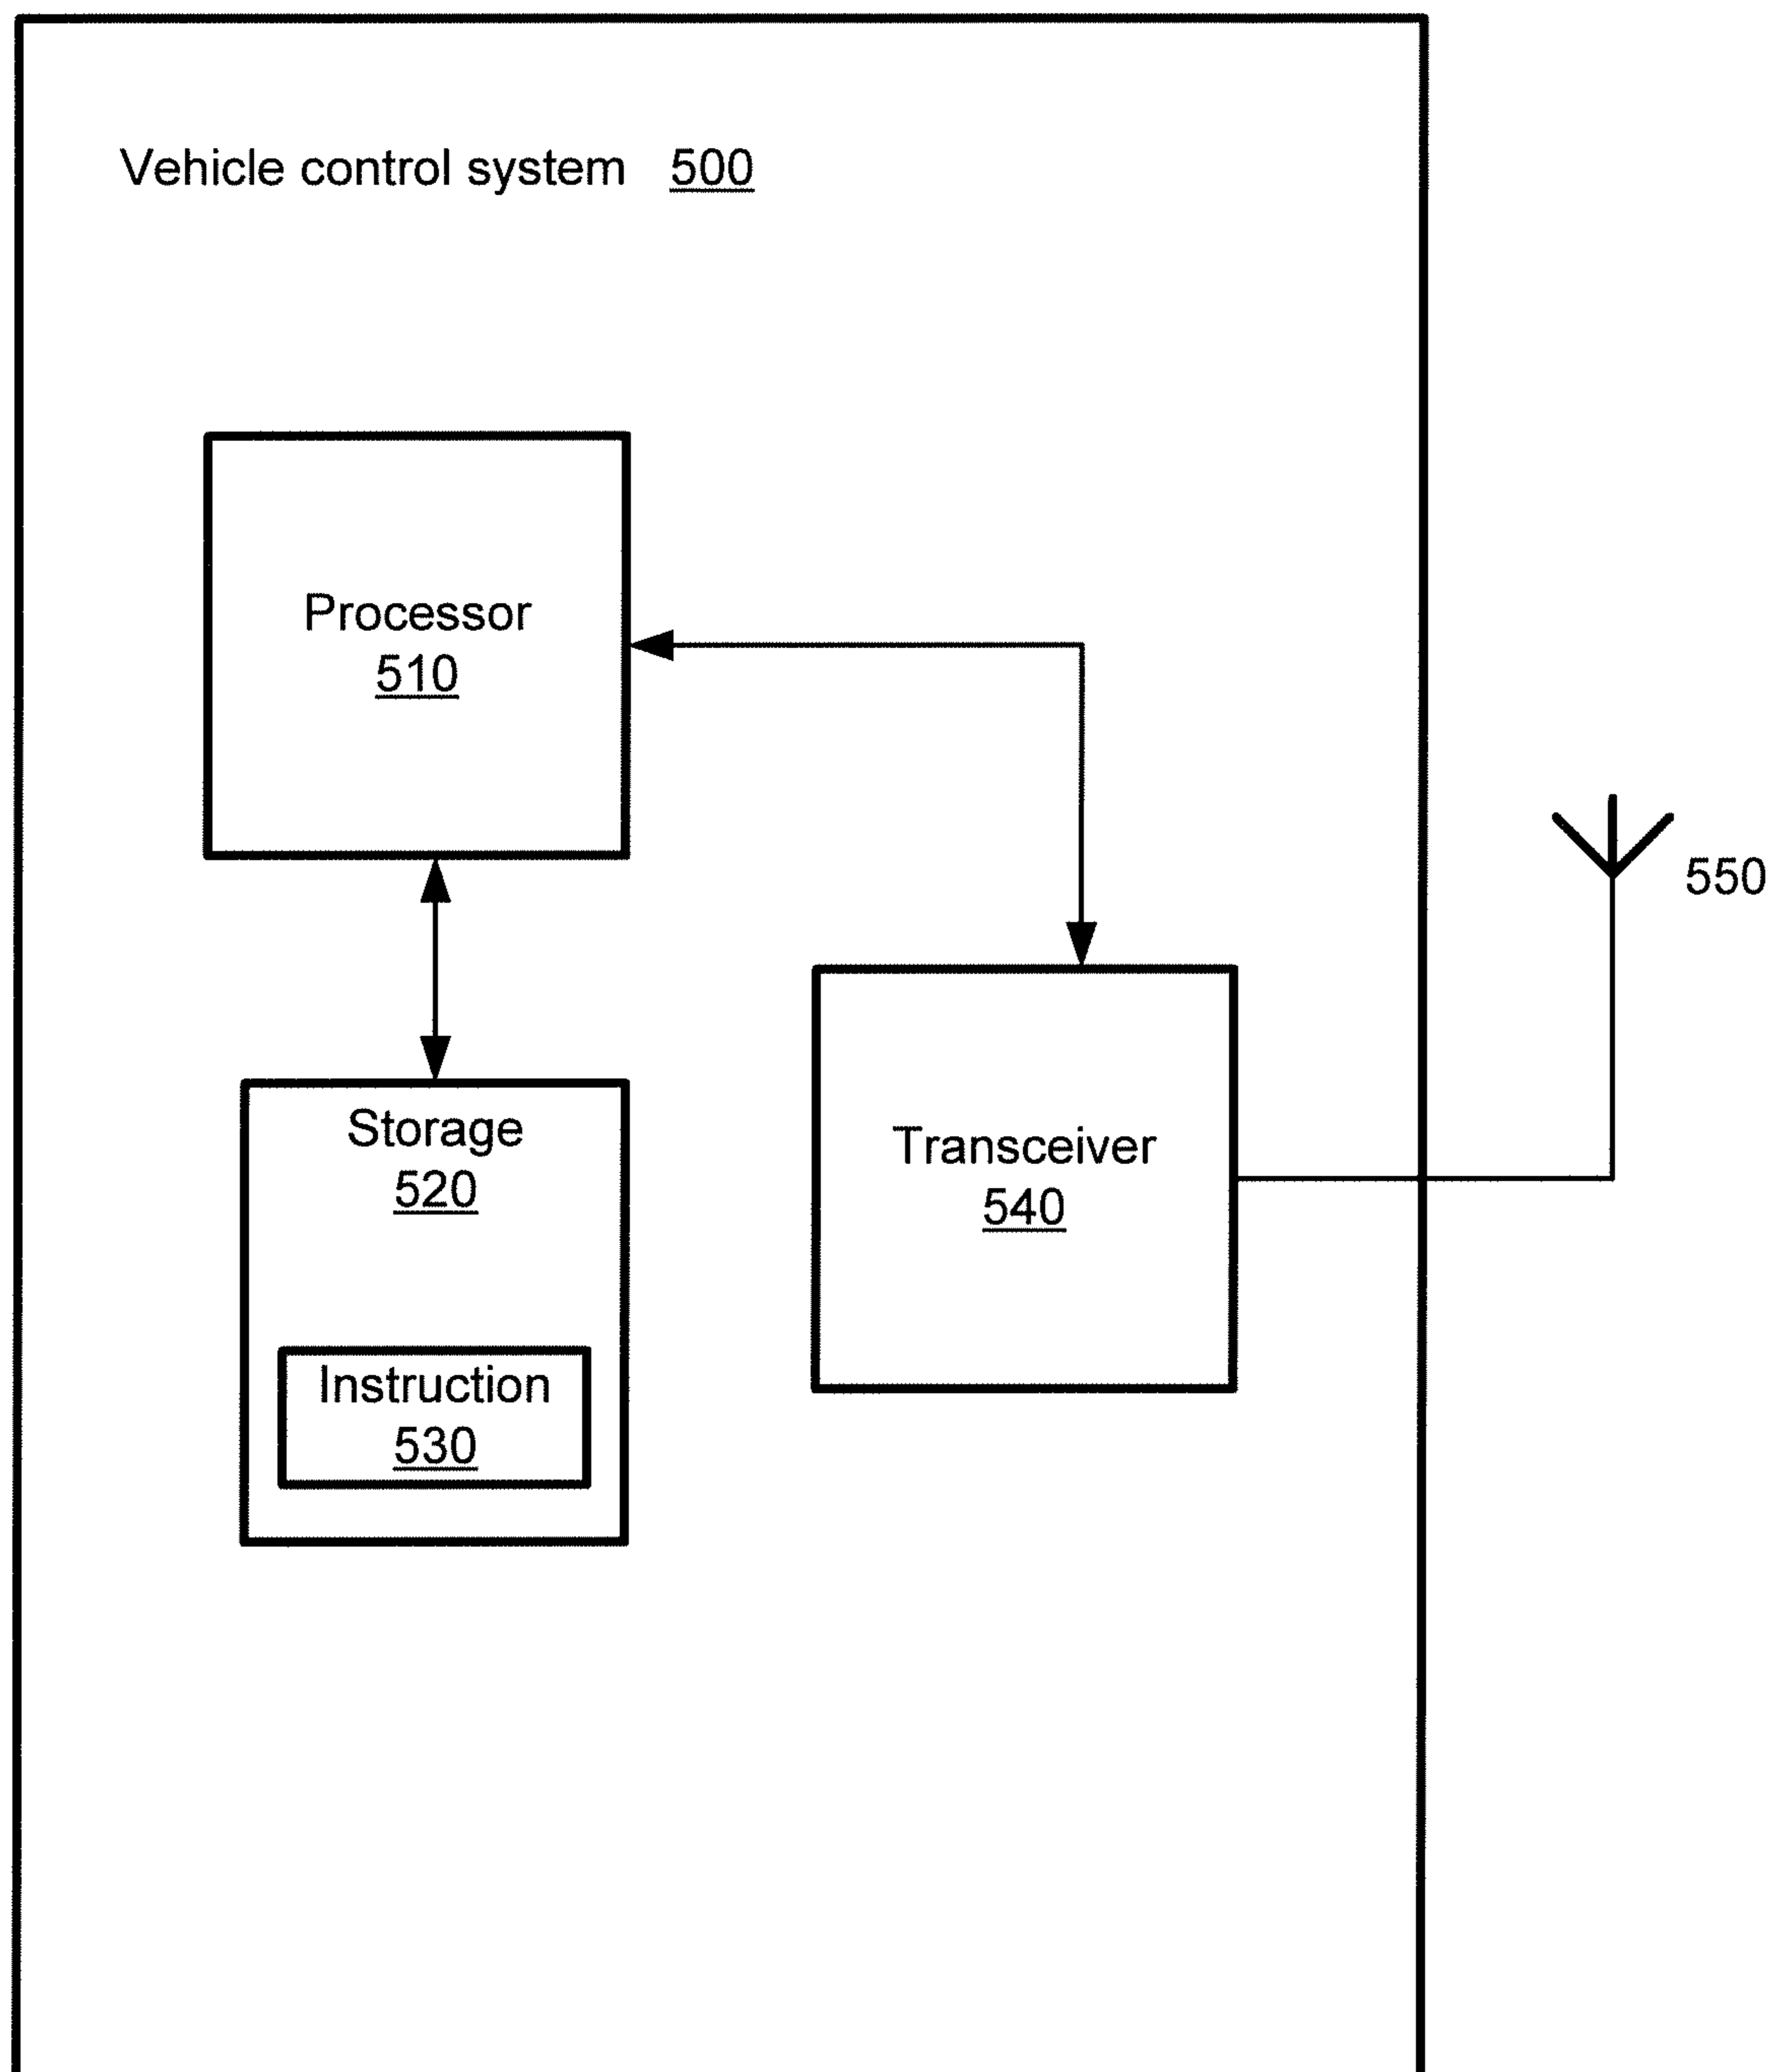 Vehicle control system 500
Processor
510
550
Storage
520
Transceiver
540
Instruction
530